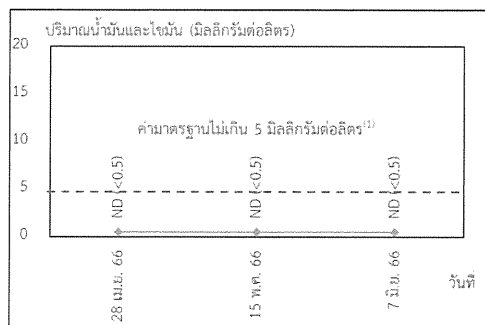 ปริมาณน้ำมันและไขมัน (มิลลิกรัมต่อลิตร)
20
15
10
5
0
ค่ามาตรฐานไม่เกิน 5 มิลลิกรัมต่อลิตร⁽¹⁾
ND (<0.5)
ND (<0.5)
ND (<0.5)
28 เม.ย. 66
15 พ.ค. 66
7 มิ.ย. 66
วันที่